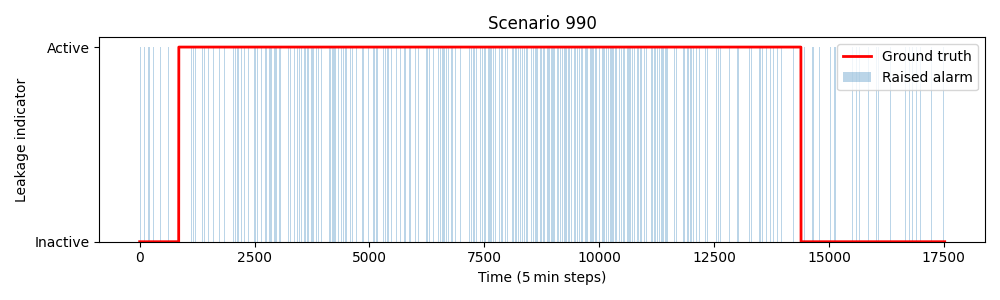 Scenario 990
Active
Inactive
Leakage indicator
Ground truth
Raised alarm
0 2500 5000 7500 10000 12500 15000 17500
Time (5 min steps)